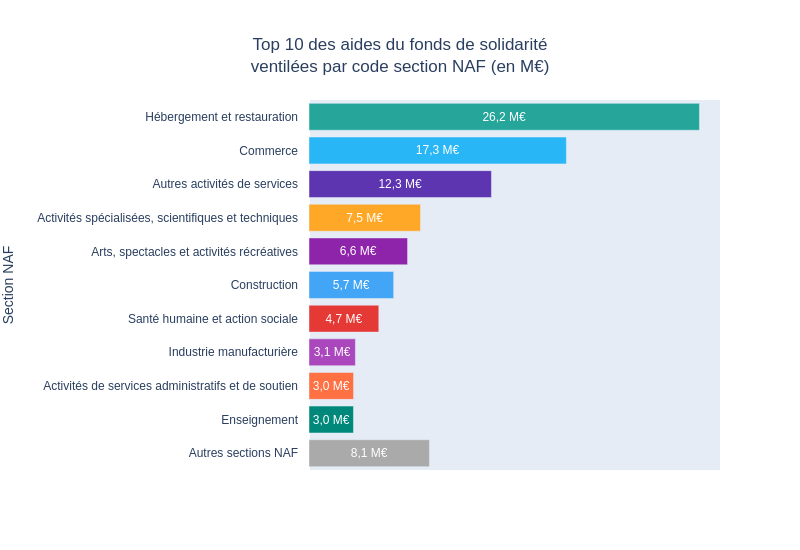 Top 10 des aides du fonds de solidarité
ventilées par code section NAF (en M€)
Section NAF
Hébergement et restauration 26,2 M€
Commerce 17,3 M€
Autres activités de services 12,3 M€
Activités spécialisées, scientifiques et techniques 7,5 M€
Arts, spectacles et activités récréatives 6,6 M€
Construction 5,7 M€
Santé humaine et action sociale 4,7 M€
Industrie manufacturière 3,1 M€
Activités de services administratifs et de soutien 3,0 M€
Enseignement 3,0 M€
Autres sections NAF 8,1 M€